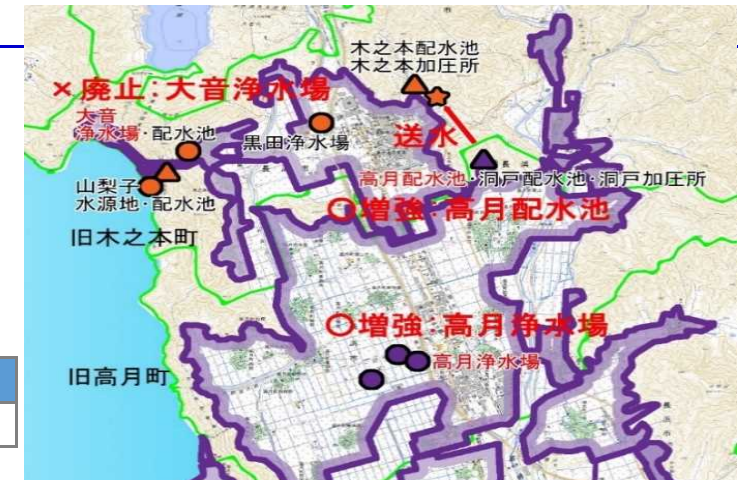 木之本配水池
木之本加圧所
×廃止：大音浄水場
大音
浄水場・配水池
黒田浄水場
送水
高月配水池・洞戸配水池・洞戸加圧所
山梨子
水源地・配水池
○増強：高月配水池
旧木之本町
○増強：高月浄水場
高月浄水場
旧高月町